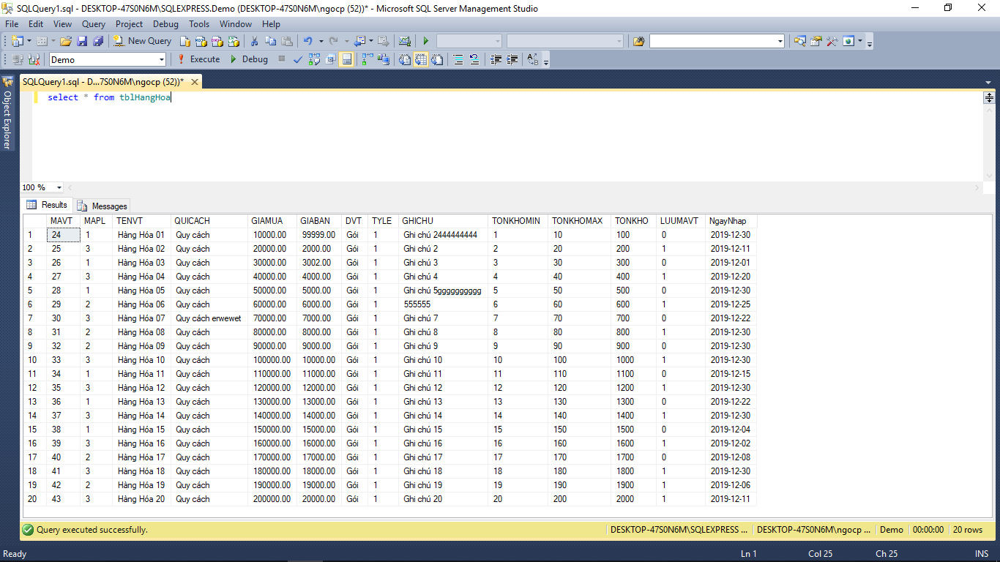 SQLQuery1.sql - DESKTOP-47S0N6M\SQLEXPRESS.Demo (DESKTOP-47S0N6M\ngocp (52))* - Microsoft SQL Server Management Studio
File Edit View Query Project Debug Tools Window Help
New Query
Demo Execute Debug
SQLQuery1.sql - D...7S0N6M\ngocp (52))*
Object Explorer
select * from tblHangHoa
100 %
Results Messages
MAVT MAPL TENVT QUICACH GIAMUA GIABAN DVT TYLE GHICHU TONKHOMIN TONKHOMAX TONKHO LUUMAVT NgayNhap
1 24 1 Hàng Hóa 01 Quy cách 10000.00 99999.00 Gói 1 Ghi chú 2444444444 1 10 100 0 2019-12-30
2 25 3 Hàng Hóa 02 Quy cách 20000.00 2000.00 Gói 1 Ghi chú 2 2 20 200 1 2019-12-11
3 26 1 Hàng Hóa 03 Quy cách 30000.00 3002.00 Gói 1 Ghi chú 3 3 30 300 0 2019-12-01
4 27 3 Hàng Hóa 04 Quy cách 40000.00 4000.00 Gói 1 Ghi chú 4 4 40 400 1 2019-12-20
5 28 1 Hàng Hóa 05 Quy cách 50000.00 5000.00 Gói 1 Ghi chú 5gggggggggg 5 50 500 0 2019-12-30
6 29 2 Hàng Hóa 06 Quy cách 60000.00 6000.00 Gói 1 555555 6 60 600 1 2019-12-25
7 30 3 Hàng Hóa 07 Quy cách erwewet 70000.00 7000.00 Gói 1 Ghi chú 7 7 70 700 0 2019-12-22
8 31 2 Hàng Hóa 08 Quy cách 80000.00 8000.00 Gói 1 Ghi chú 8 8 80 800 1 2019-12-30
9 32 2 Hàng Hóa 09 Quy cách 90000.00 9000.00 Gói 1 Ghi chú 9 9 90 900 0 2019-12-30
10 33 3 Hàng Hóa 10 Quy cách 100000.00 10000.00 Gói 1 Ghi chú 10 10 100 1000 1 2019-12-30
11 34 1 Hàng Hóa 11 Quy cách 110000.00 11000.00 Gói 1 Ghi chú 11 11 110 1100 0 2019-12-15
12 35 3 Hàng Hóa 12 Quy cách 120000.00 12000.00 Gói 1 Ghi chú 12 12 120 1200 1 2019-12-30
13 36 1 Hàng Hóa 13 Quy cách 130000.00 13000.00 Gói 1 Ghi chú 13 13 130 1300 0 2019-12-22
14 37 3 Hàng Hóa 14 Quy cách 140000.00 14000.00 Gói 1 Ghi chú 14 14 140 1400 1 2019-12-30
15 38 1 Hàng Hóa 15 Quy cách 150000.00 15000.00 Gói 1 Ghi chú 15 15 150 1500 0 2019-12-04
16 39 3 Hàng Hóa 16 Quy cách 160000.00 16000.00 Gói 1 Ghi chú 16 16 160 1600 1 2019-12-02
17 40 2 Hàng Hóa 17 Quy cách 170000.00 17000.00 Gói 1 Ghi chú 17 17 170 1700 0 2019-12-08
18 41 3 Hàng Hóa 18 Quy cách 180000.00 18000.00 Gói 1 Ghi chú 18 18 180 1800 1 2019-12-30
19 42 2 Hàng Hóa 19 Quy cách 190000.00 19000.00 Gói 1 Ghi chú 19 19 190 1900 1 2019-12-06
20 43 3 Hàng Hóa 20 Quy cách 200000.00 20000.00 Gói 1 Ghi chú 20 20 200 2000 1 2019-12-11
Query executed successfully. DESKTOP-47S0N6M\SQLEXPRESS ... DESKTOP-47S0N6M\ngocp ... Demo 00:00:00 20 rows
Ready Ln 1 Col 25 Ch 25 INS